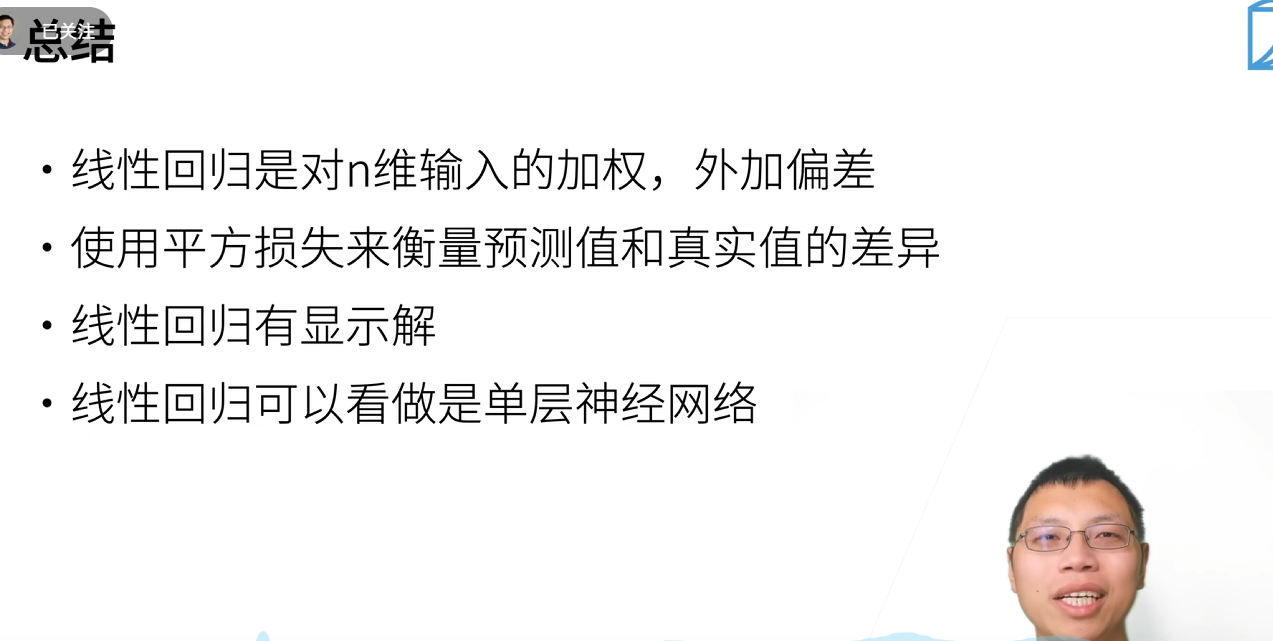 已关注
总结
• 线性回归是对n维输入的加权，外加偏差
• 使用平方损失来衡量预测值和真实值的差异
• 线性回归有显示解
• 线性回归可以看做是单层神经网络